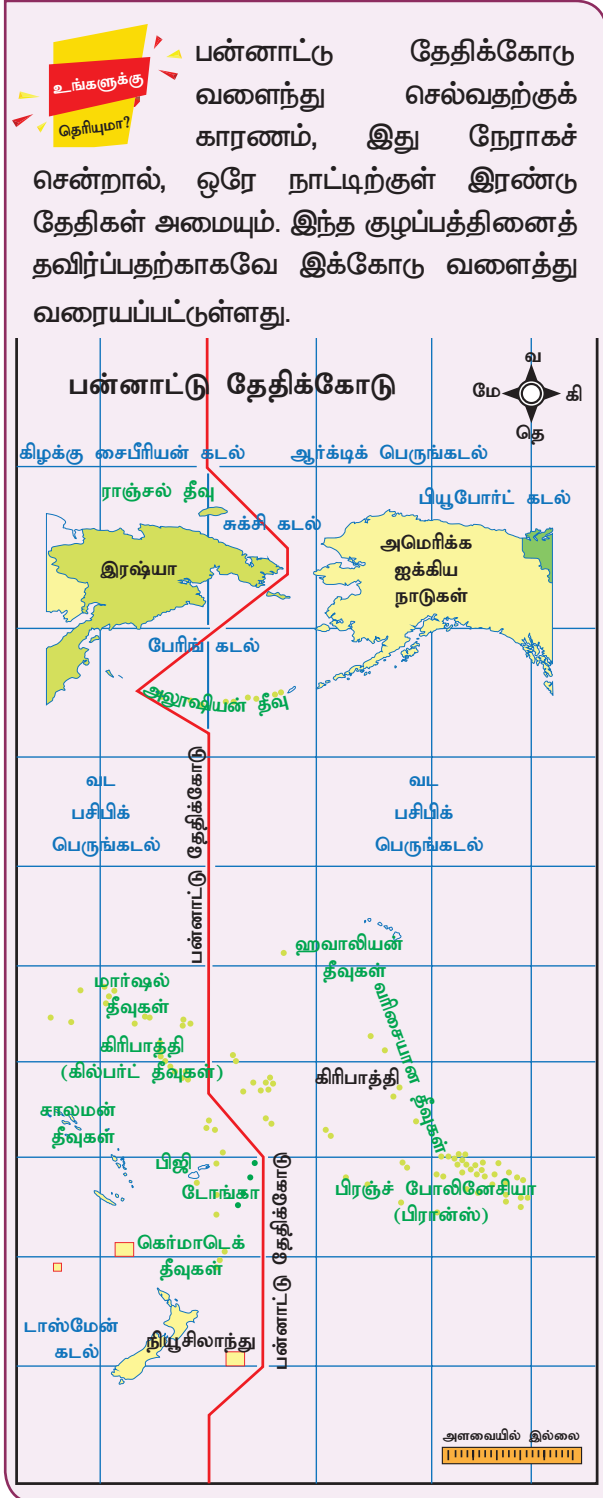 உங்களுக்கு
தெரியுமா?
பன்னாட்டு தேதிக்கோடு
வளைந்து செல்வதற்குக்
காரணம், இது நேராகச்
சென்றால், ஒரே நாட்டிற்குள் இரண்டு
தேதிகள் அமையும். இந்த குழப்பத்தினைத்
தவிர்ப்பதற்காகவே இக்கோடு வளைத்து
வரையப்பட்டுள்ளது.
பன்னாட்டு தேதிக்கோடு
வ
மே
கி
தெ
கிழக்கு சைபீரியன் கடல்
ஆர்க்டிக் பெருங்கடல்
ராஞ்சல் தீவு
பியூபோர்ட் கடல்
சுக்சி கடல்
இரஷ்யா
அமெரிக்க
ஐக்கிய
நாடுகள்
பேரிங் கடல்
அலூஷியன் தீவு
பன்னாட்டு தேதிக்கோடு
வட
பசிபிக்
பெருங்கடல்
வட
பசிபிக்
பெருங்கடல்
ஹவாலியன்
தீவுகள்
வரிசையான தீவுகள்
மார்ஷல்
தீவுகள்
கிரிபாத்தி
(கில்பர்ட் தீவுகள்)
கிரிபாத்தி
சாலமன்
தீவுகள்
பிஜி
டோங்கா
பன்னாட்டு தேதிக்கோடு
பிரஞ்ச் போலினேசியா
(பிரான்ஸ்)
கெர்மாடெக்
தீவுகள்
டாஸ்மேன்
கடல்
நியூசிலாந்து
அளவையில் இல்லை